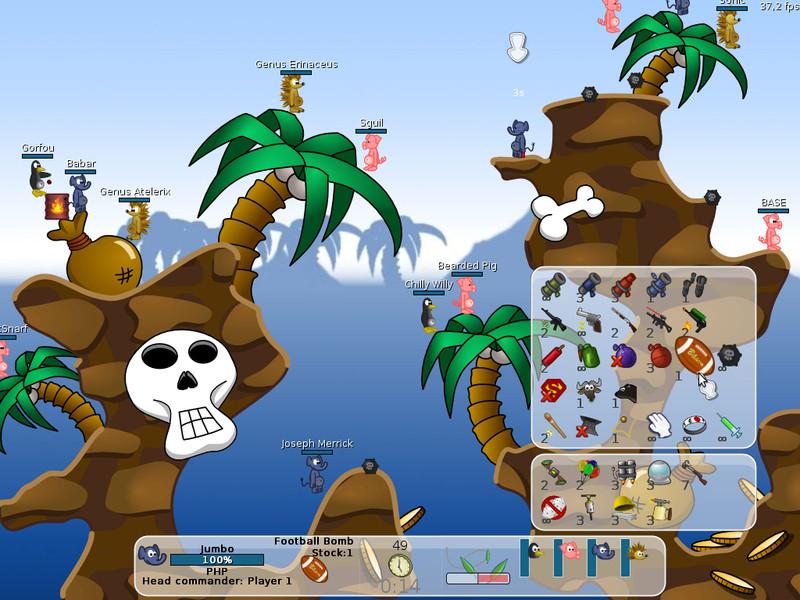 Sonic
37,2 fps
Genus Erinaceus
3s
Squil
Gorfou
Babar
Genus Atelerix
BASE
Bearded Pig
Chilly Willy
Snarf
Joseph Merrick
Jumbo
100%
PHP
Head commander: Player 1
Football Bomb
Stock:1
49
0:14